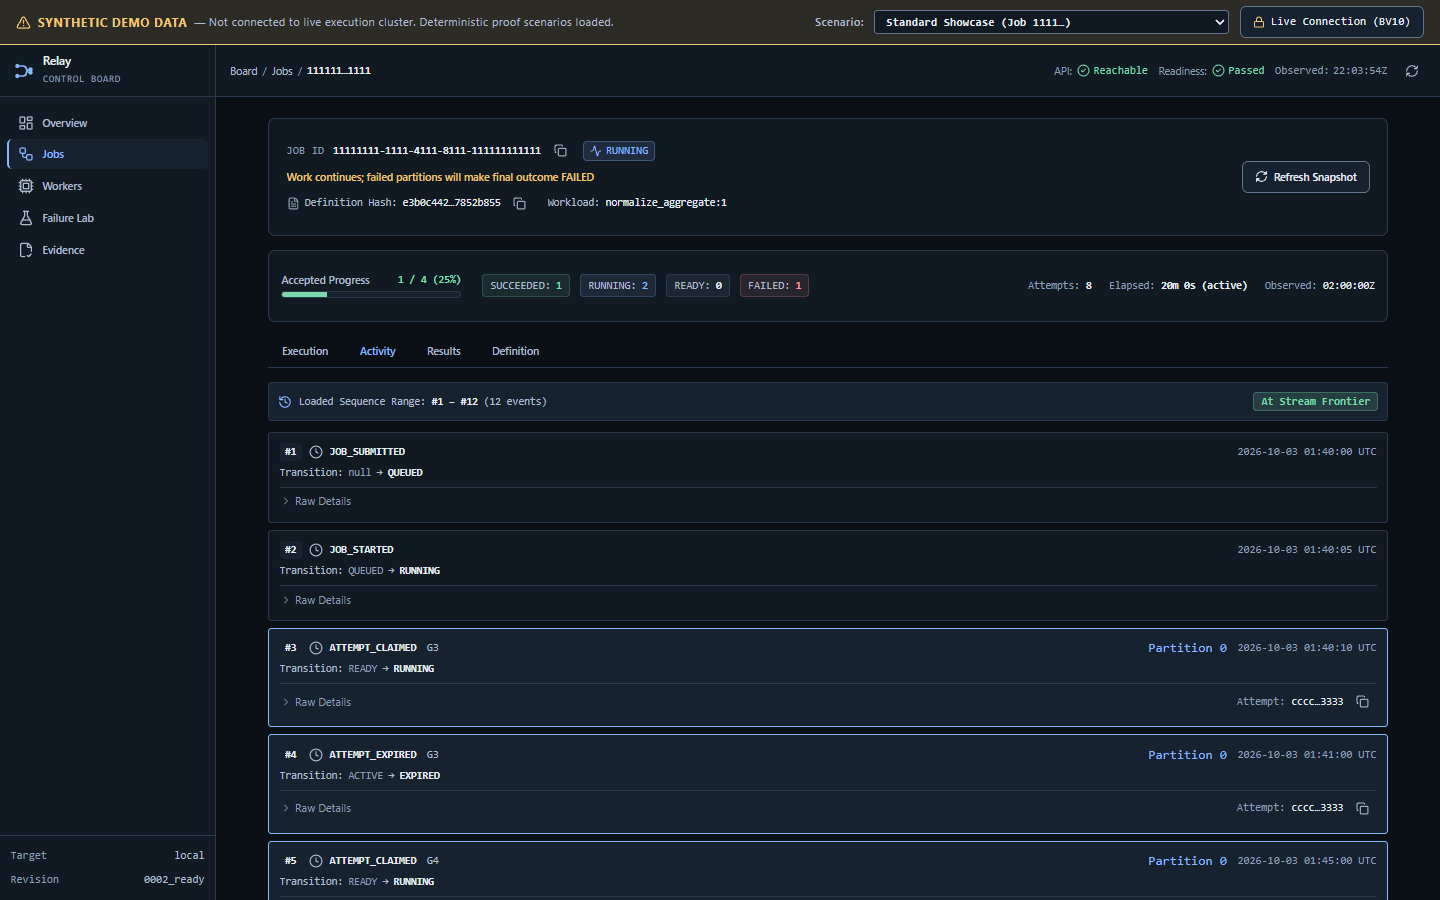 SYNTHETIC DEMO DATA — Not connected to live execution cluster. Deterministic proof scenarios loaded.
Scenario: Standard Showcase (Job 1111…) Live Connection (BV10)
Relay
CONTROL BOARD
Board / Jobs / 111111…1111
API: Reachable Readiness: Passed Observed: 22:03:54Z
Overview
Jobs
Workers
Failure Lab
Evidence
Target local
Revision 0002_ready
JOB ID 11111111-1111-4111-8111-111111111111 RUNNING
Work continues; failed partitions will make final outcome FAILED
Definition Hash: e3b0c442…7852b855 Workload: normalize_aggregate:1
Refresh Snapshot
Accepted Progress 1 / 4 (25%)
SUCCEEDED: 1 RUNNING: 2 READY: 0 FAILED: 1
Attempts: 8 Elapsed: 20m 0s (active) Observed: 02:00:00Z
Execution Activity Results Definition
Loaded Sequence Range: #1 – #12 (12 events) At Stream Frontier
#1 JOB_SUBMITTED 2026-10-03 01:40:00 UTC
Transition: null → QUEUED
Raw Details
#2 JOB_STARTED 2026-10-03 01:40:05 UTC
Transition: QUEUED → RUNNING
Raw Details
#3 ATTEMPT_CLAIMED G3 Partition 0 2026-10-03 01:40:10 UTC
Transition: READY → RUNNING
Raw Details Attempt: cccc…3333
#4 ATTEMPT_EXPIRED G3 Partition 0 2026-10-03 01:41:00 UTC
Transition: ACTIVE → EXPIRED
Raw Details Attempt: cccc…3333
#5 ATTEMPT_CLAIMED G4 Partition 0 2026-10-03 01:45:00 UTC
Transition: READY → RUNNING